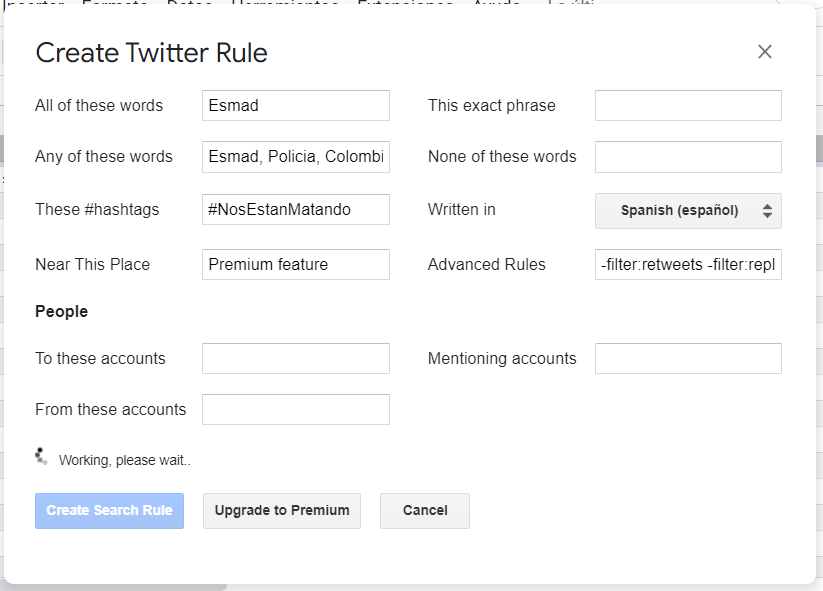 Insertar Formato Datos Herramientas Extensiones Ayuda
Create Twitter Rule
All of these words Esmad This exact phrase
Any of these words Esmad, Policia, Colombi None of these words
These #hashtags #NosEstanMatando Written in Spanish (español)
Near This Place Premium feature Advanced Rules -filter:retweets -filter:repl
People
To these accounts Mentioning accounts
From these accounts
Working, please wait..
Create Search Rule Upgrade to Premium Cancel